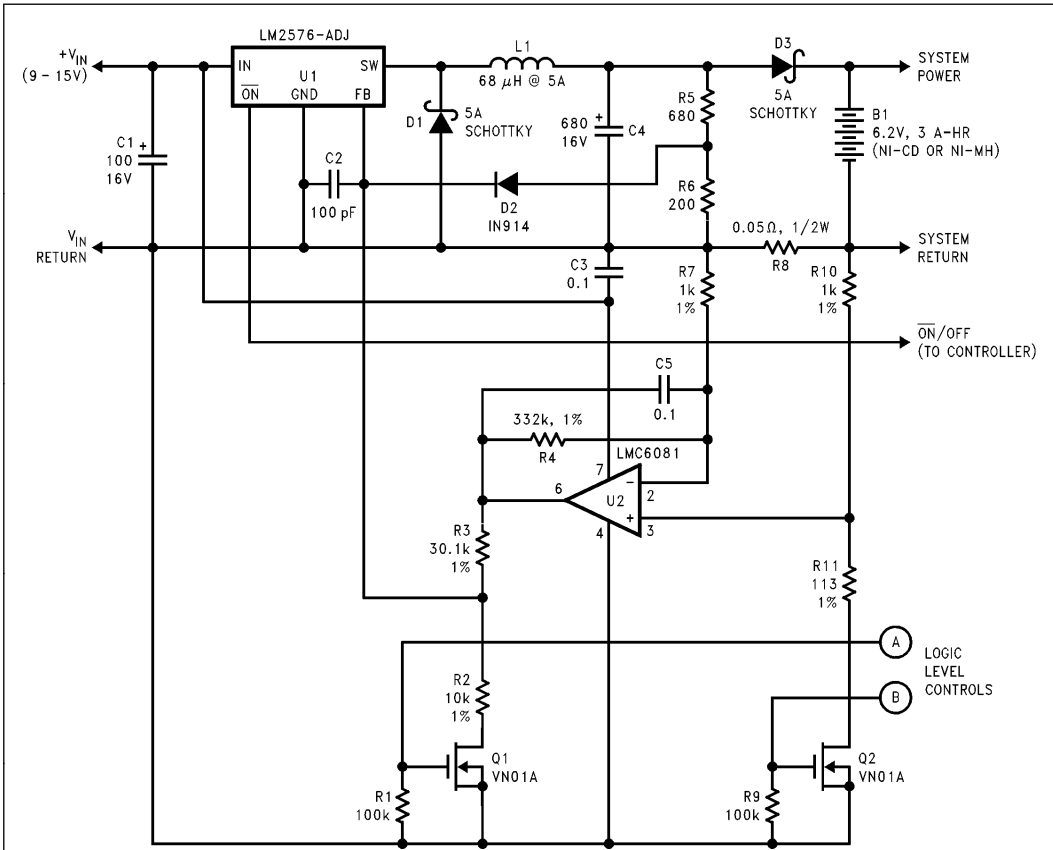 LM2576-ADJ
+VIN
(9 - 15V)
IN
U1
SW
ON
GND
FB
L1
68 μH @ 5A
D3
5A
SCHOTTKY
SYSTEM
POWER
C1
100
16V
+
C2
100 pF
D1
5A
SCHOTTKY
680
16V
+
C4
R5
680
B1
6.2V, 3 A-HR
(NI-CD OR NI-MH)
D2
IN914
R6
200
VIN
RETURN
0.05Ω, 1/2W
R8
SYSTEM
RETURN
C3
0.1
R7
1k
1%
R10
1k
1%
ON/OFF
(TO CONTROLLER)
C5
0.1
332k, 1%
R4
LMC6081
7
6
U2
-
2
+
3
4
R3
30.1k
1%
R11
113
1%
A
LOGIC
LEVEL
CONTROLS
B
R2
10k
1%
Q1
VN01A
Q2
VN01A
R1
100k
R9
100k